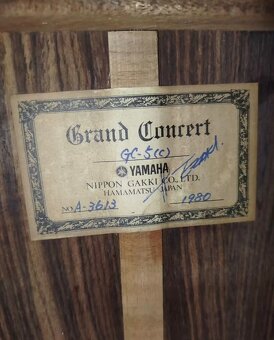 Grand Concert
GC-5(C)
YAMAHA
NIPPON GAKKI CO., LTD.
HAMAMATSU JAPAN
NO. A-3613 1980